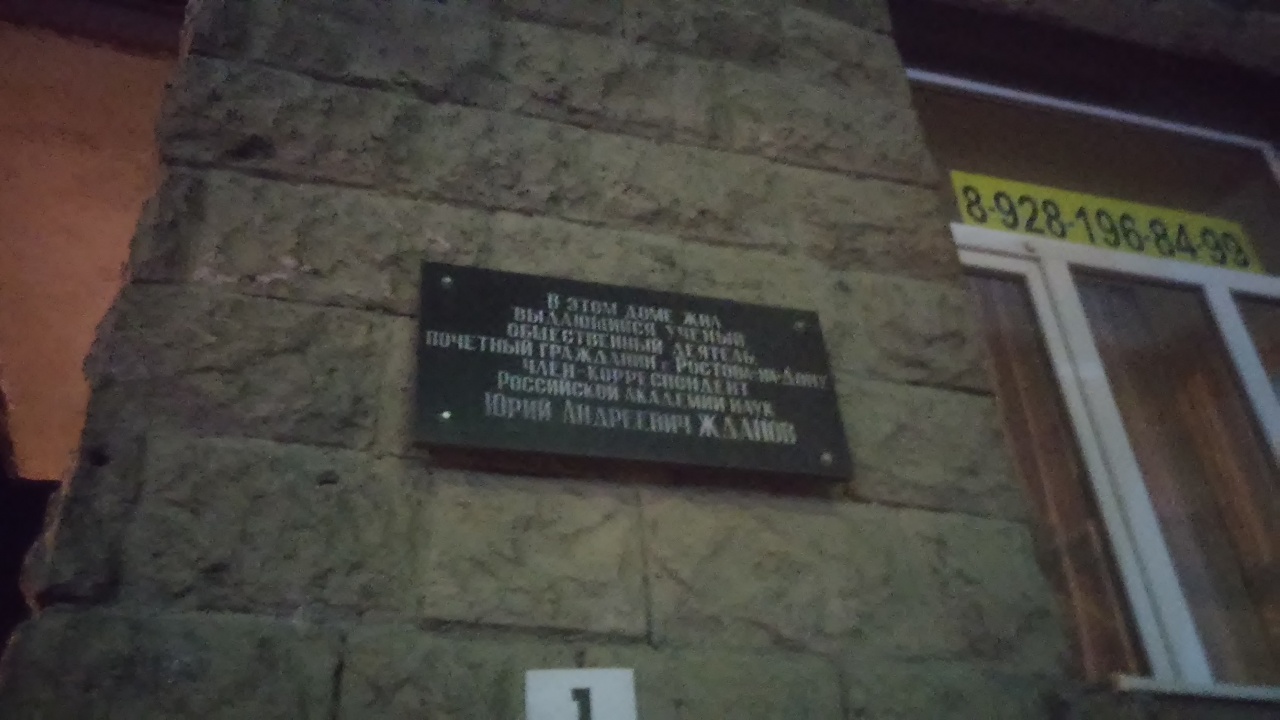 В ЭТОМ ДОМЕ ЖИЛ
ВЫДАЮЩИЙСЯ УЧЕНЫЙ,
ОБЩЕСТВЕННЫЙ ДЕЯТЕЛЬ,
ПОЧЕТНЫЙ ГРАЖДАНИН г. РОСТОВА-НА-ДОНУ
ЧЛЕН-КОРРЕСПОНДЕНТ
РОССИЙСКОЙ АКАДЕМИИ НАУК
ЮРИЙ АНДРЕЕВИЧ ЖДАНОВ
8-928-196-84-99
1